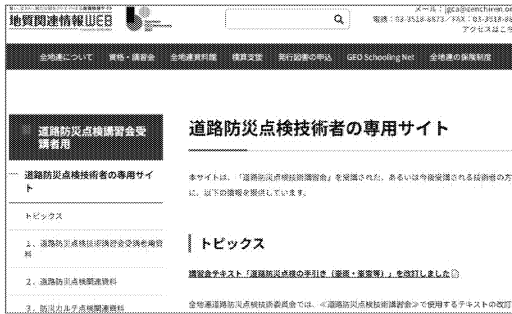 地質関連情報WEB
メール：jgca@zenchiren.or
電話：03-3518-8873／FAX：03-3518-88
アクセスはこち
全地連について 資格・講習会 全地連資料館 積算支援 発行図書の申込 GEO Schooling Net 全地連の保険制度
道路防災点検講習会受
講者用
道路防災点検技術者の専用サイ
ト
トピックス
１．道路防災点検技術講習会受講者用資
料
２．道路防災点検関連資料
３．防災カルテ点検関連資料
道路防災点検技術者の専用サイト
本サイトは、「道路防災点検技術講習会」を受講された、あるいは今後受講される技術者の方
に、以下の情報を提供しています。
トピックス
講習会テキスト「道路防災点検の手引き（豪雨・豪雪等）」を改訂しました
全地連道路防災点検技術委員会では、≪道路防災点検技術講習会≫で使用するテキストの改訂